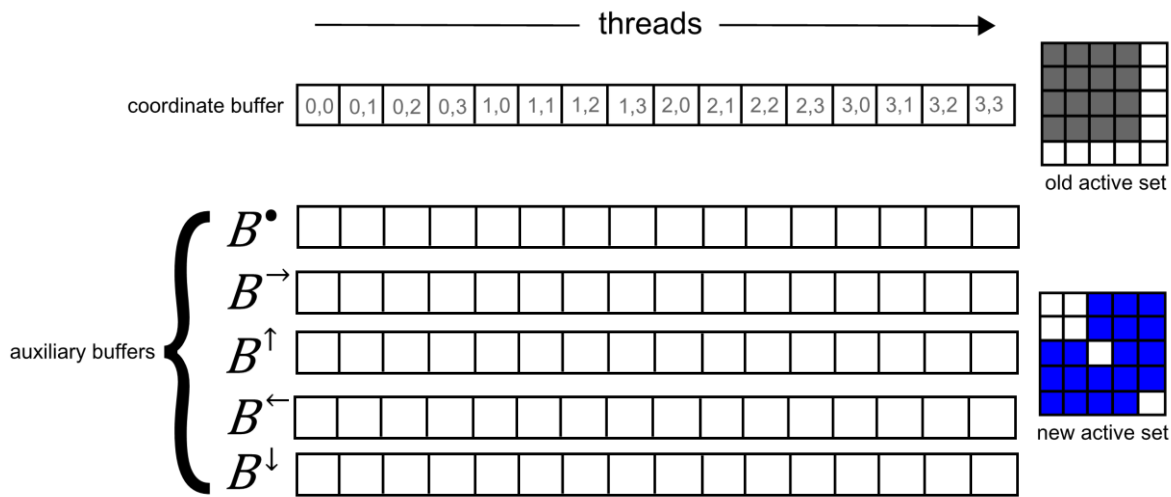 threads
coordinate buffer 0,0 0,1 0,2 0,3 1,0 1,1 1,2 1,3 2,0 2,1 2,2 2,3 3,0 3,1 3,2 3,3
old active set
B•
B→
auxiliary buffers
B↑
B←
B↓
new active set